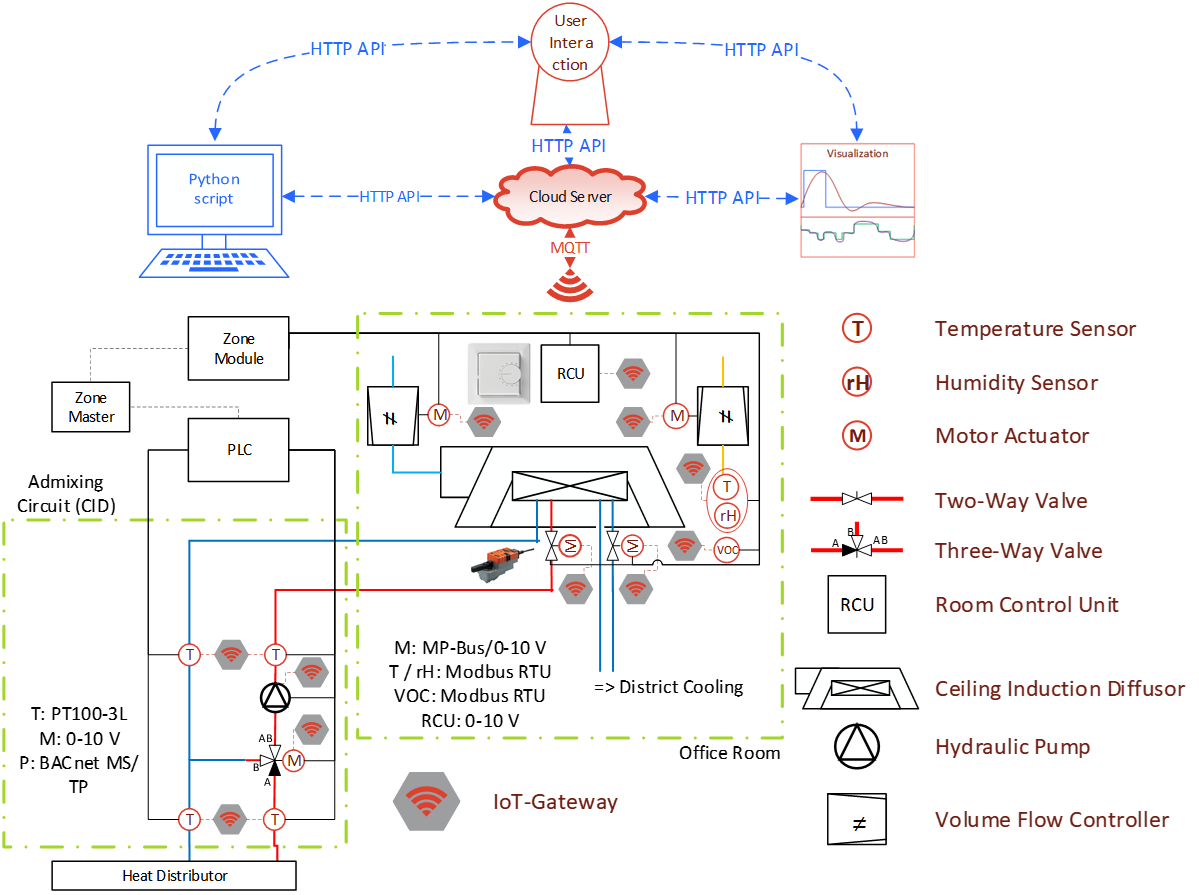 User
Intera
ction
HTTP API
HTTP API
HTTP API
Visualization
Python
script
HTTP API
Cloud Server
HTTP API
MQTT
Zone
Module
RCU
Zone
Master
M
≠
M
≠
PLC
Admixing
Circuit (CID)
T
rH
M
M
VOC
T
T
M: MP-Bus/0-10 V
T / rH: Modbus RTU
VOC: Modbus RTU
RCU: 0-10 V
=> District Cooling
Office Room
T: PT100-3L
M: 0-10 V
P: BACnet MS/
TP
AB
B
M
A
T
T
Heat Distributor
IoT-Gateway
T
Temperature Sensor
rH
Humidity Sensor
M
Motor Actuator
Two-Way Valve
B
A
AB
Three-Way Valve
RCU
Room Control Unit
Ceiling Induction Diffusor
Hydraulic Pump
≠
Volume Flow Controller